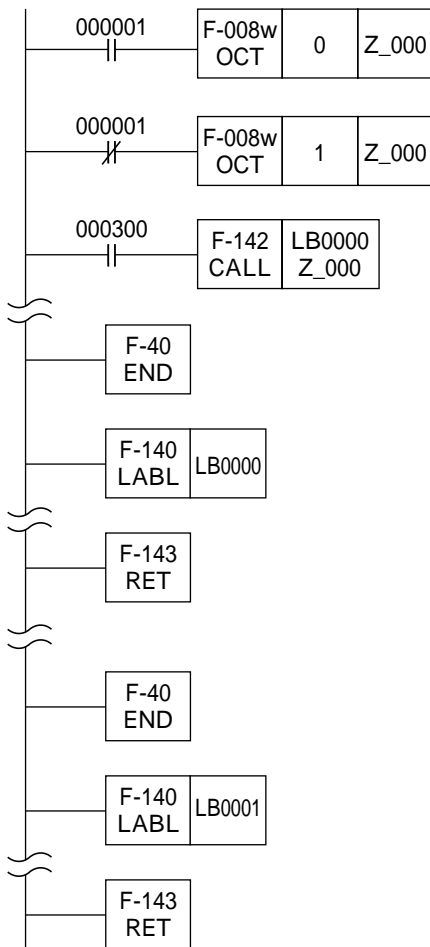 000001
F-008w
OCT
0
Z_000
000001
F-008w
OCT
1
Z_000
000300
F-142
CALL
LB0000
Z_000
F-40
END
F-140
LABL
LB0000
F-143
RET
F-40
END
F-140
LABL
LB0001
F-143
RET